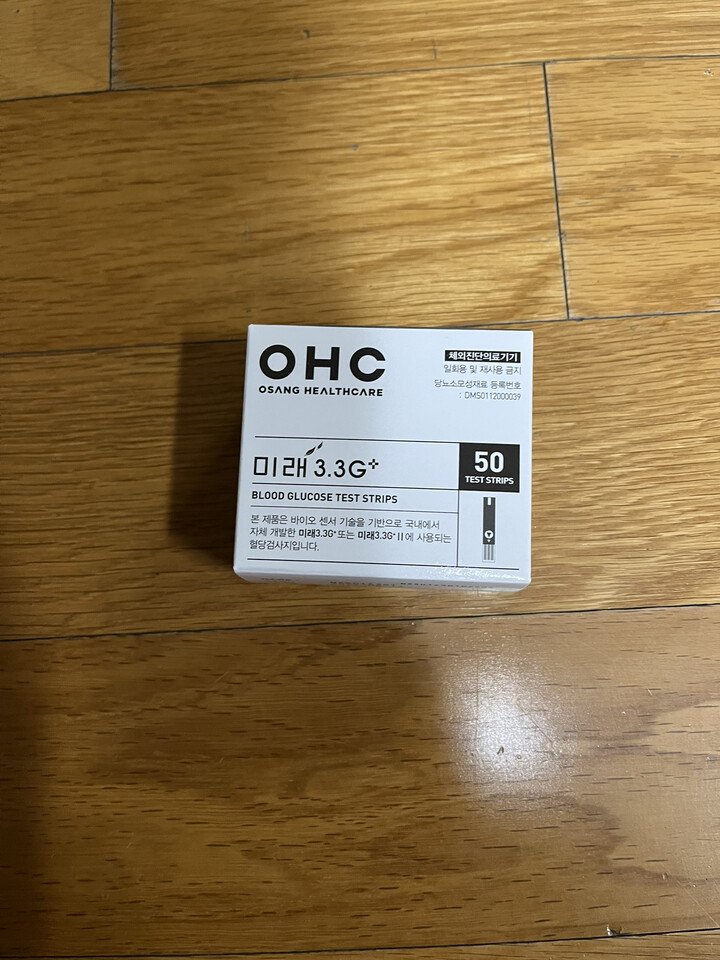 OHC
OSANG HEALTHCARE
체외진단의료기기
일회용 및 재사용 금지
당뇨소모성재료 등록번호
: DMS0112000039
미래 3.3G+
50
TEST STRIPS
BLOOD GLUCOSE TEST STRIPS
본 제품은 바이오 센서 기술을 기반으로 국내에서
자체 개발한 미래3.3G+ 또는 미래3.3G+ II 에 사용되는
혈당검사지입니다.